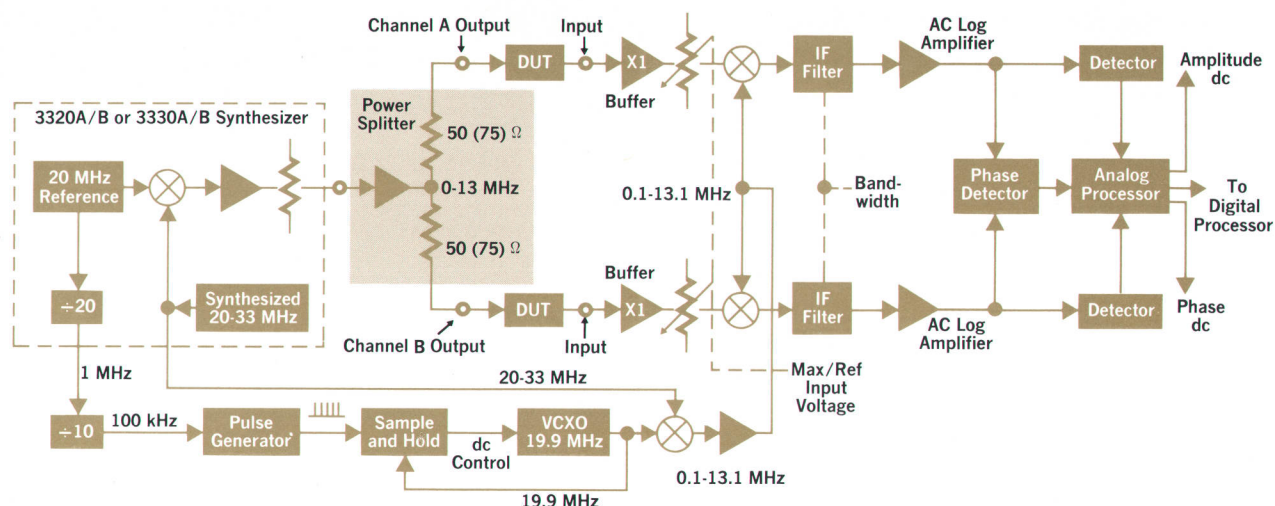 Channel A Output
Input
AC Log
Amplifier
DUT
X1
IF
Filter
Detector
Amplitude
dc
Buffer
3320A/B or 3330A/B Synthesizer
Power
Splitter
50 (75) Ω
20 MHz
Reference
0-13 MHz
0.1-13.1 MHz
Band-
width
Phase
Detector
Analog
Processor
To
Digital
Processor
50 (75) Ω
÷20
Synthesized
20-33 MHz
Buffer
DUT
X1
IF
Filter
Detector
Phase
dc
Channel B Output
Input
AC Log
Amplifier
1 MHz
20-33 MHz
Max/Ref
Input
Voltage
÷10
100 kHz
Pulse
Generator
Sample
and Hold
dc
Control
VCXO
19.9 MHz
0.1-13.1 MHz
19.9 MHz